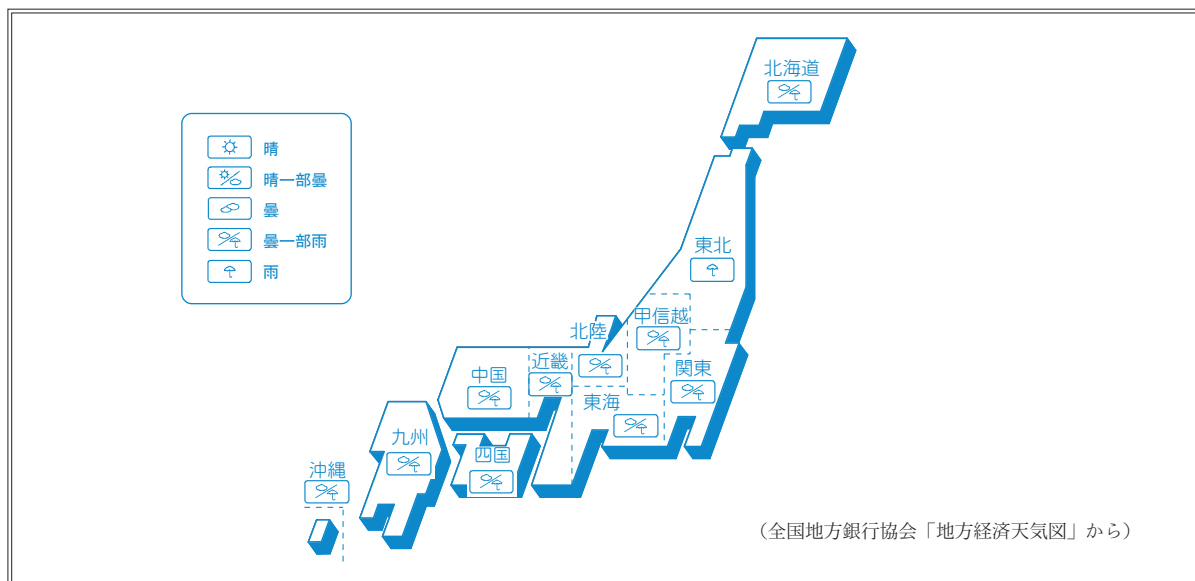 北海道
晴
晴一部曇
曇
曇一部雨
雨
東北
甲信越
北陸
近畿
関東
中国
東海
九州
四国
沖縄
（全国地方銀行協会「地方経済天気図」から）